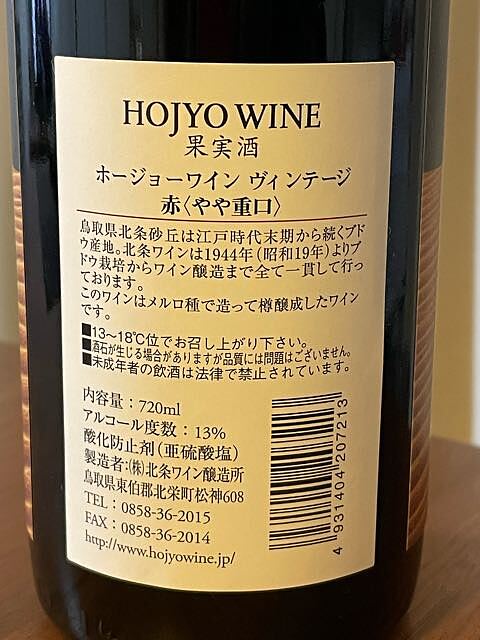 HOJYO WINE
果実酒
ホージョーワイン ヴィンテージ
赤〈やや重口〉
鳥取県北条砂丘は江戸時代末期から続くブド
ウ産地。北条ワインは1944年（昭和19年）よりブ
ドウ栽培からワイン醸造まで全て一貫して行っ
ております。
このワインはメルロ種で造って樽醸成したワイン
です。
■13〜18℃位でお召し上がり下さい。
■酒石が生じる場合がありますが品質には問題はございません。
■未成年者の飲酒は法律で禁止されています。
内容量：720ml
アルコール度数：13%
酸化防止剤（亜硫酸塩）
製造者：㈱北条ワイン醸造所
鳥取県東伯郡北栄町松神608
TEL：0858-36-2015
FAX：0858-36-2014
http://www.hojyowine.jp/
4 931404 207213